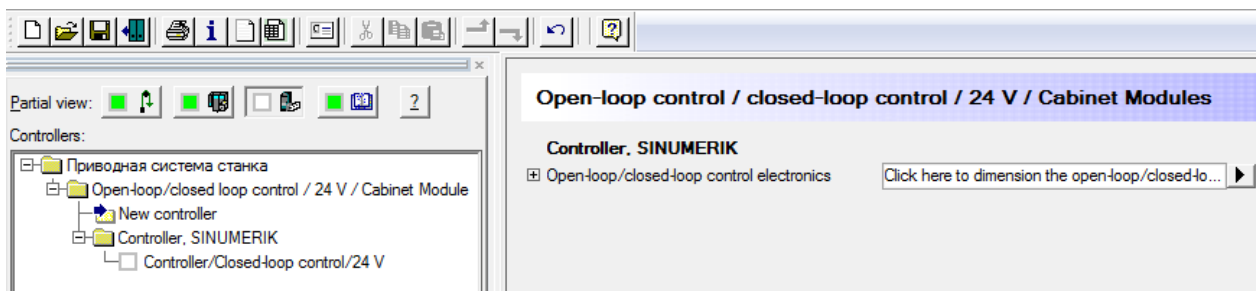 Partial view:
?
Controllers:
Приводная система станка
Open-loop/closed loop control / 24 V / Cabinet Module
New controller
Controller, SINUMERIK
Controller/Closed-loop control/24 V
Open-loop control / closed-loop control / 24 V / Cabinet Modules
Controller, SINUMERIK
Open-loop/closed-loop control electronics
Click here to dimension the open-loop/closed-lo...